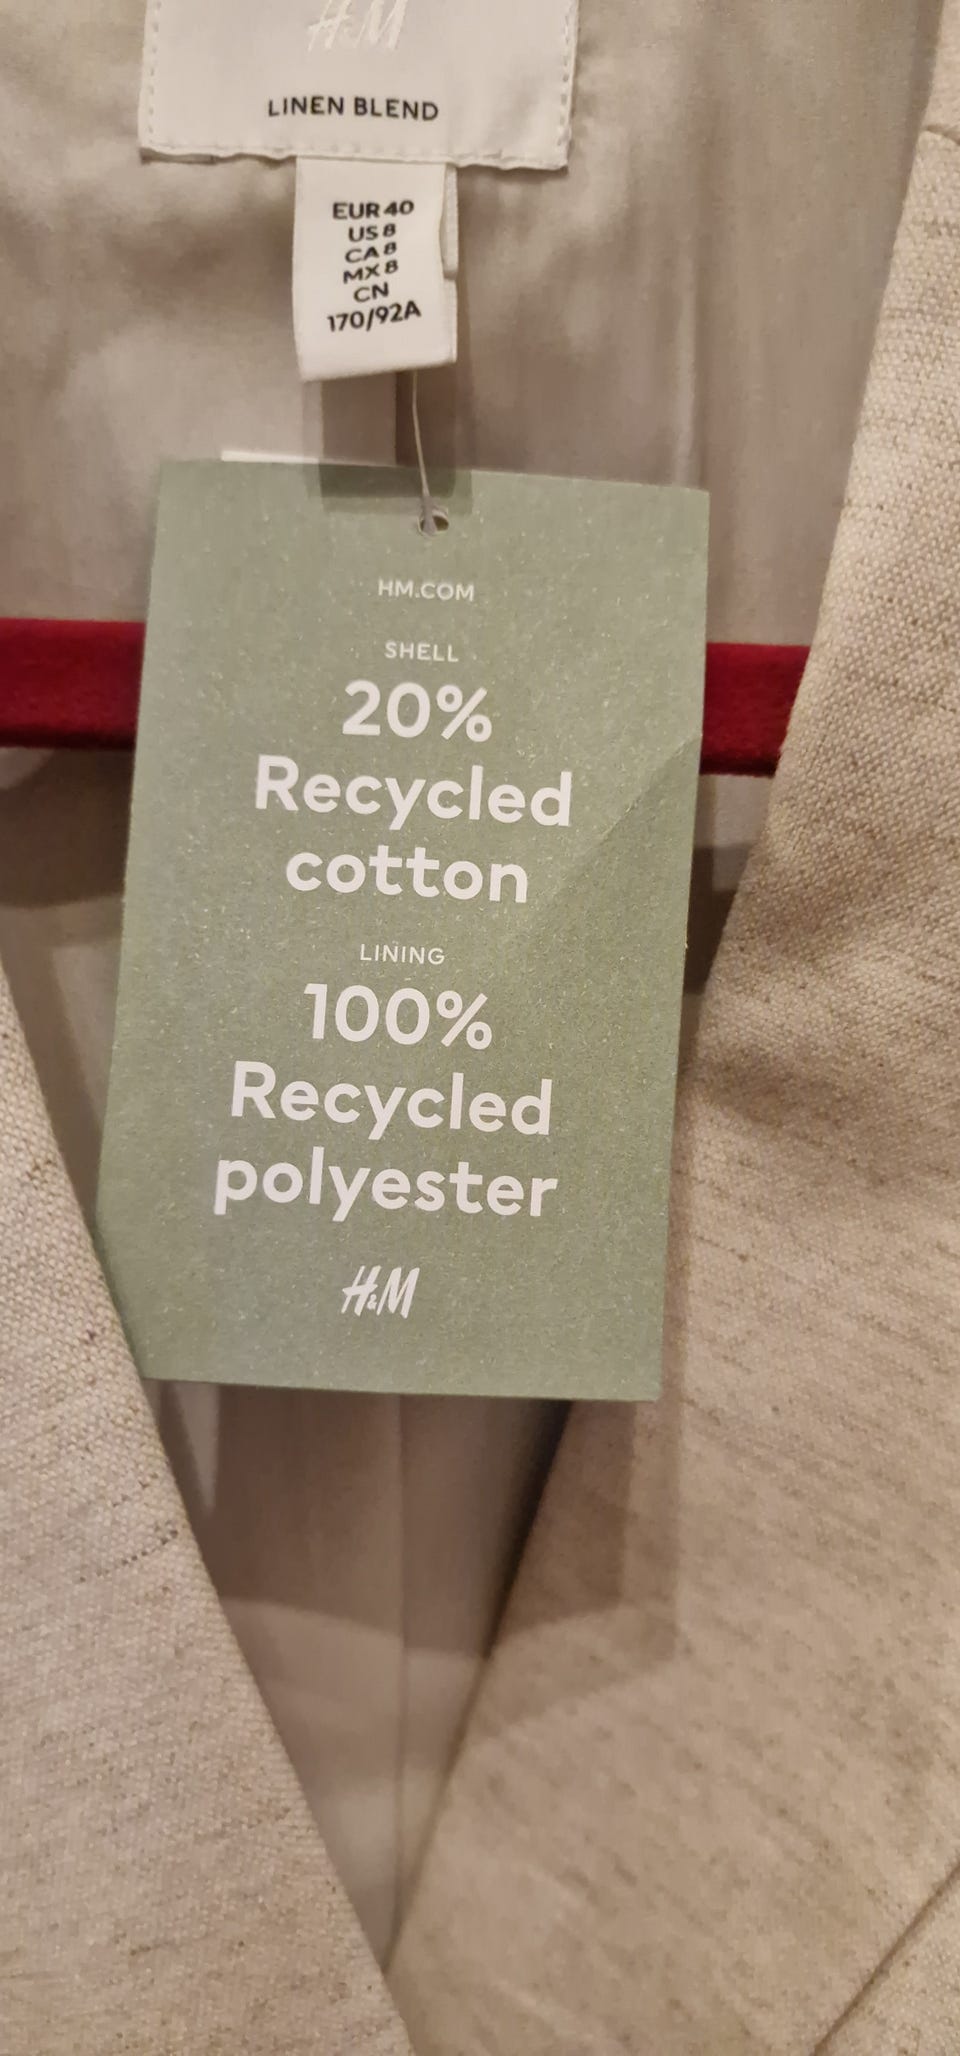 H&M
LINEN BLEND
EUR 40
US 8
CA 8
MX 8
CN
170/92A
HM.COM
SHELL
20%
Recycled
cotton
LINING
100%
Recycled
polyester
H&M